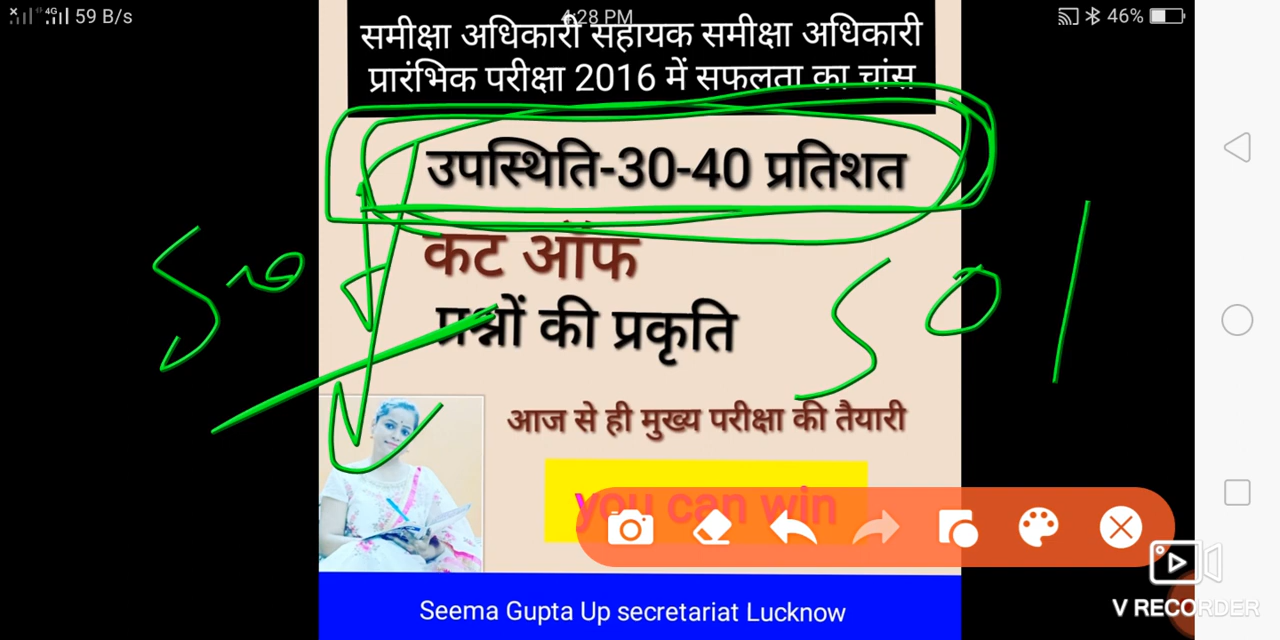 4G 59 B/s 4:28 PM 46%
समीक्षा अधिकारी सहायक समीक्षा अधिकारी
प्रारंभिक परीक्षा 2016 में सफलता का चांस
उपस्थिति-30-40 प्रतिशत
कट ऑफ
प्रश्नों की प्रकृति
आज से ही मुख्य परीक्षा की तैयारी
you can win
Seema Gupta Up secretariat Lucknow
V RECORDER